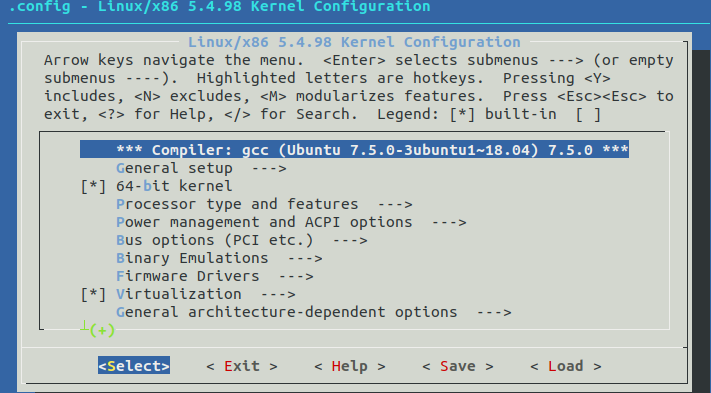 .config - Linux/x86 5.4.98 Kernel Configuration
Linux/x86 5.4.98 Kernel Configuration
Arrow keys navigate the menu.  <Enter> selects submenus ---> (or empty
submenus ----).  Highlighted letters are hotkeys.  Pressing <Y>
includes, <N> excludes, <M> modularizes features.  Press <Esc><Esc> to
exit, <?> for Help, </> for Search.  Legend: [*] built-in  [ ]
*** Compiler: gcc (Ubuntu 7.5.0-3ubuntu1~18.04) 7.5.0 ***
General setup  --->
[*] 64-bit kernel
Processor type and features  --->
Power management and ACPI options  --->
Bus options (PCI etc.)  --->
Binary Emulations  --->
Firmware Drivers  --->
[*] Virtualization  --->
General architecture-dependent options  --->
(+)
<Select>    < Exit >    < Help >    < Save >    < Load >